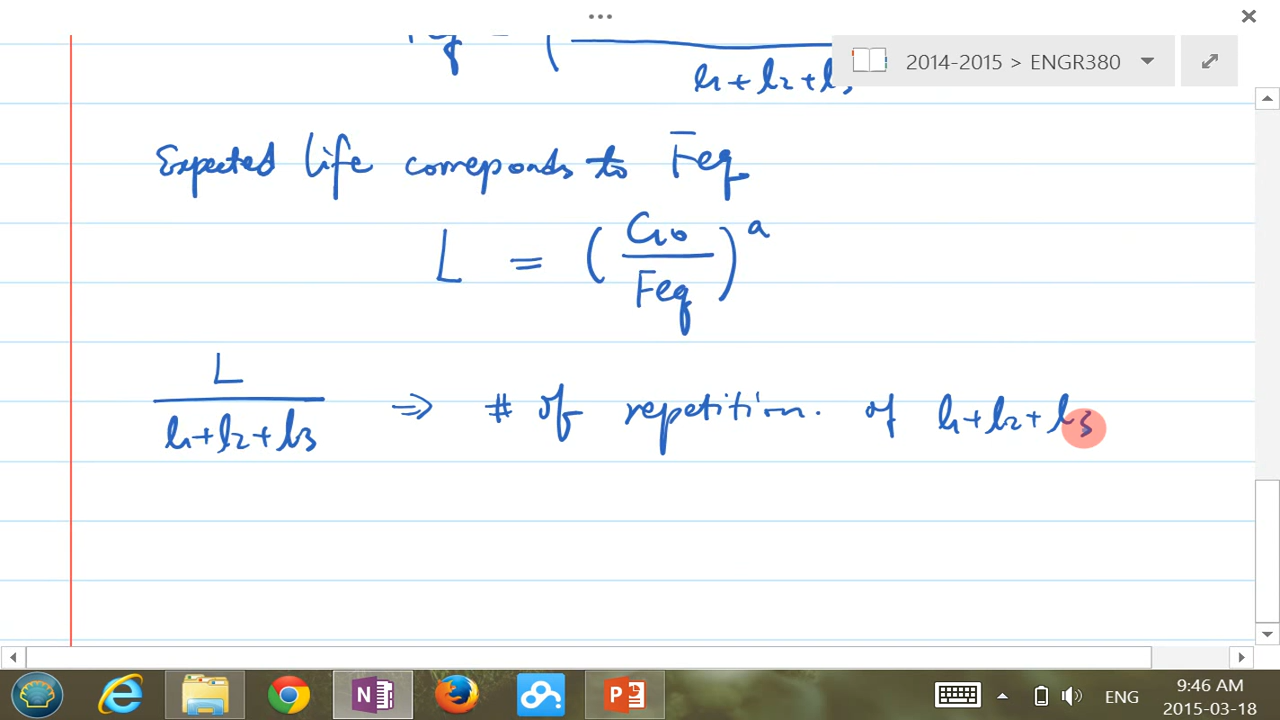 2014-2015 > ENGR380
l1 + l2 + l3
Expected life correponds to Feq
L = (C10 / Feq)^a
L / (l1+l2+l3) ⇒ # of repetition. of l1+l2+l3
ENG
9:46 AM
2015-03-18